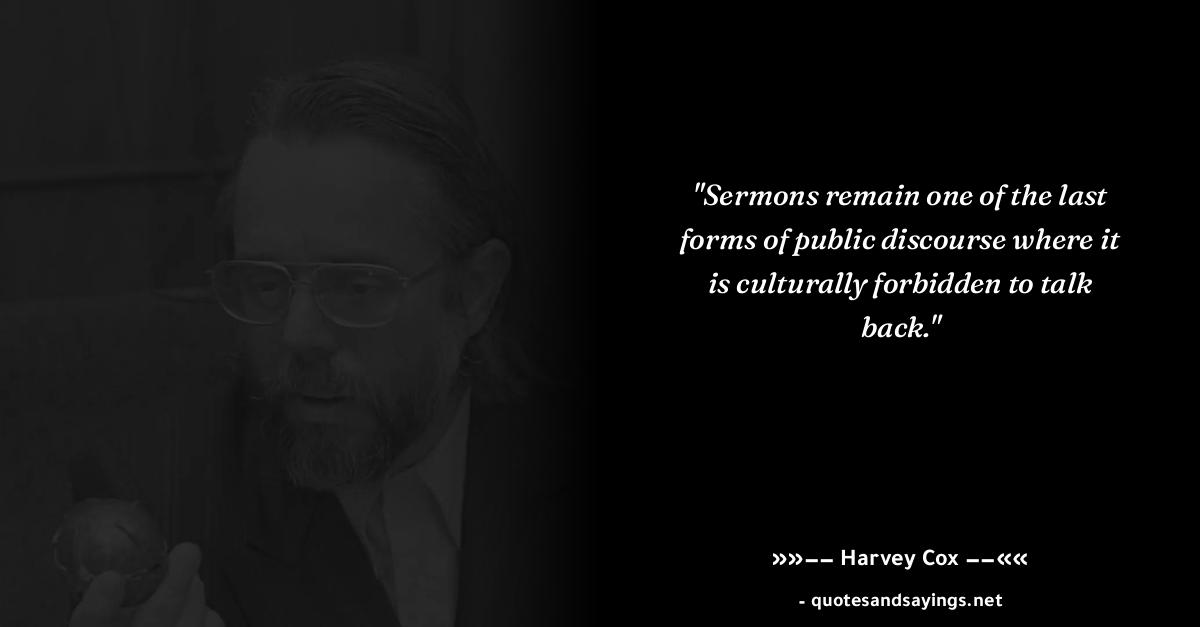 "Sermons remain one of the last
forms of public discourse where it
is culturally forbidden to talk
back."
»»-- Harvey Cox --««
- quotesandsayings.net